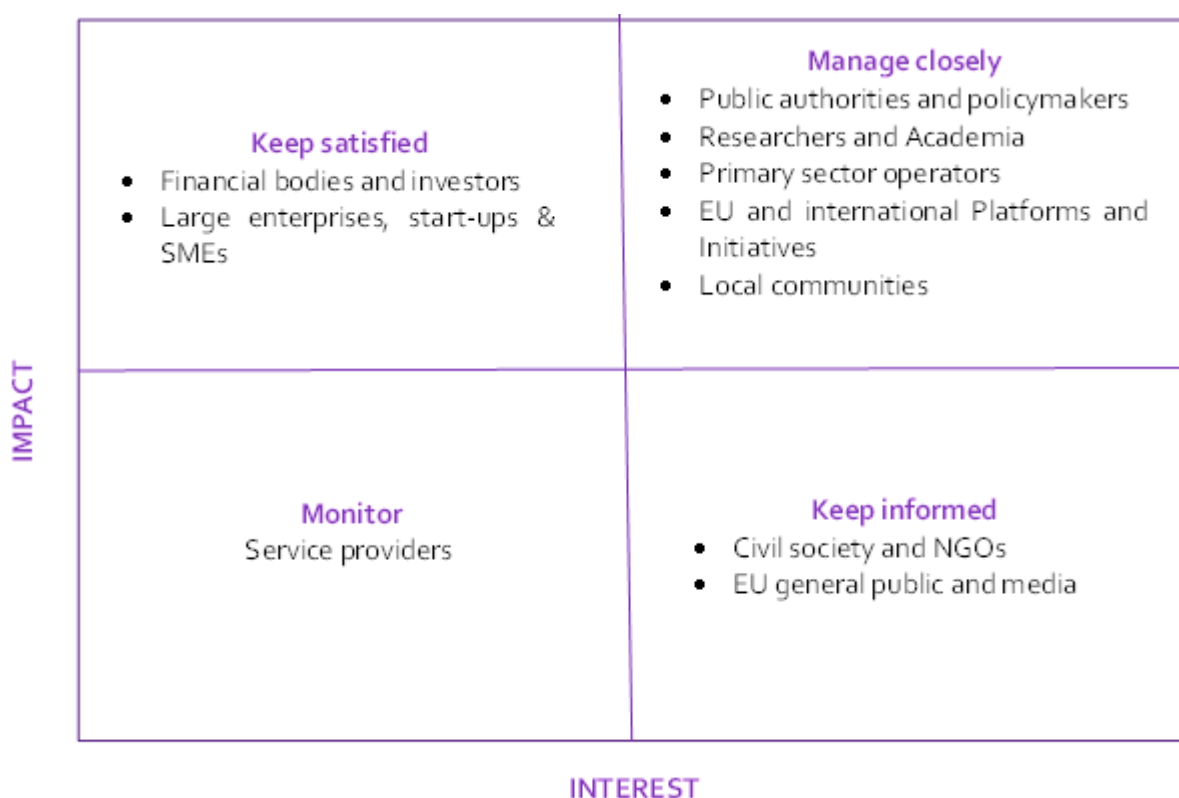 Keep satisfied
• Financial bodies and investors
• Large enterprises, start-ups &
SMEs
Manage closely
• Public authorities and policymakers
• Researchers and Academia
• Primary sector operators
• EU and international Platforms and
Initiatives
• Local communities
IMPACT
Monitor
Service providers
Keep informed
• Civil society and NGOs
• EU general public and media
INTEREST